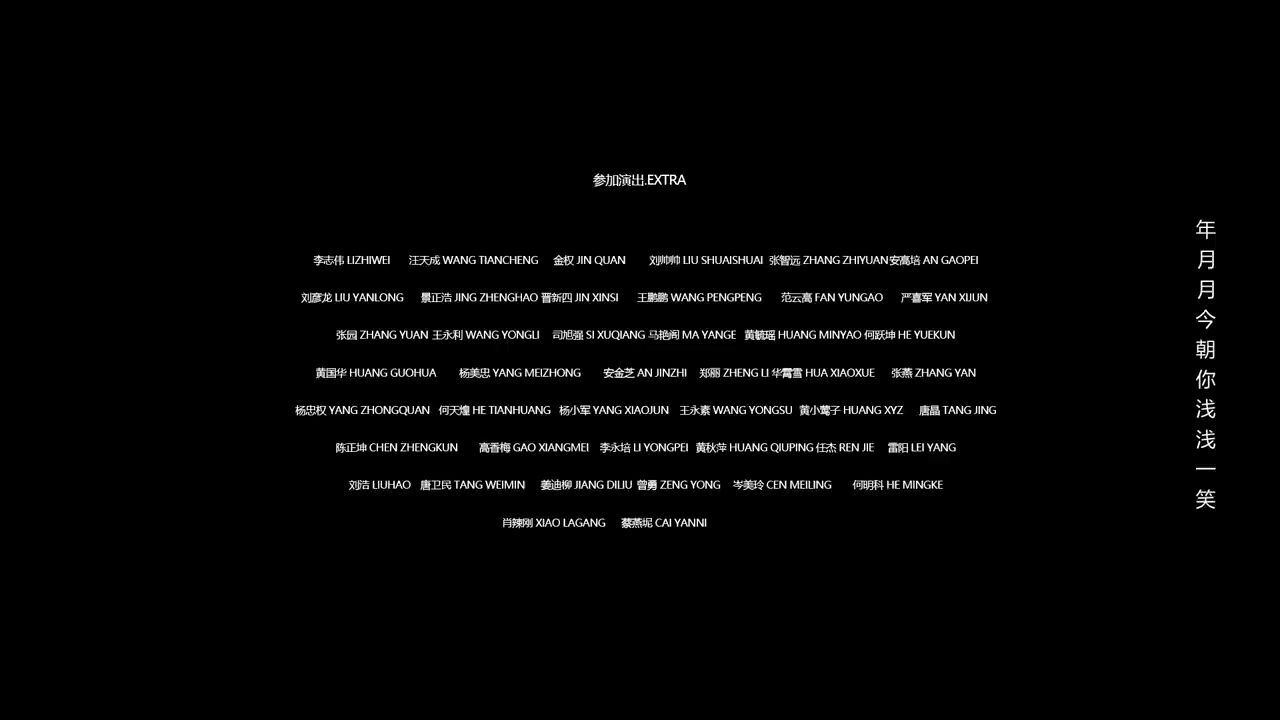 参加演出.EXTRA
李志伟 LIZHIWEI 汪天成 WANG TIANCHENG 金权 JIN QUAN 刘帅帅 LIU SHUAISHUAI 张智远 ZHANG ZHIYUAN 安高培 AN GAOPEI
刘彦龙 LIU YANLONG 景正浩 JING ZHENGHAO 晋新四 JIN XINSI 王鹏鹏 WANG PENGPENG 范云高 FAN YUNGAO 严喜军 YAN XIJUN
张园 ZHANG YUAN 王永利 WANG YONGLI 司旭强 SI XUQIANG 马艳阁 MA YANGE 黄毓瑶 HUANG MINYAO 何跃坤 HE YUEKUN
黄国华 HUANG GUOHUA 杨美忠 YANG MEIZHONG 安金芝 AN JINZHI 郑丽 ZHENG LI 华霄雪 HUA XIAOXUE 张燕 ZHANG YAN
杨忠权 YANG ZHONGQUAN 何天煌 HE TIANHUANG 杨小军 YANG XIAOJUN 王永素 WANG YONGSU 黄小鸢子 HUANG XYZ 唐晶 TANG JING
陈正坤 CHEN ZHENGKUN 高香梅 GAO XIANGMEI 李永培 LI YONGPEI 黄秋萍 HUANG QIUPING 任杰 REN JIE 雷阳 LEI YANG
刘浩 LIUHAO 唐卫民 TANG WEIMIN 姜迪柳 JIANG DILIU 曾勇 ZENG YONG 岑美玲 CEN MEILING 何明科 HE MINGKE
肖辣刚 XIAO LAGANG 蔡燕坭 CAI YANNI
年月月今朝你浅浅一笑